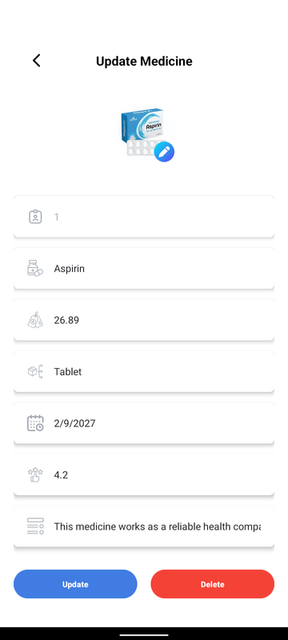 Update Medicine
Aspirin
1
Aspirin
26.89
Tablet
2/9/2027
4.2
This medicine works as a reliable health compa
Update
Delete